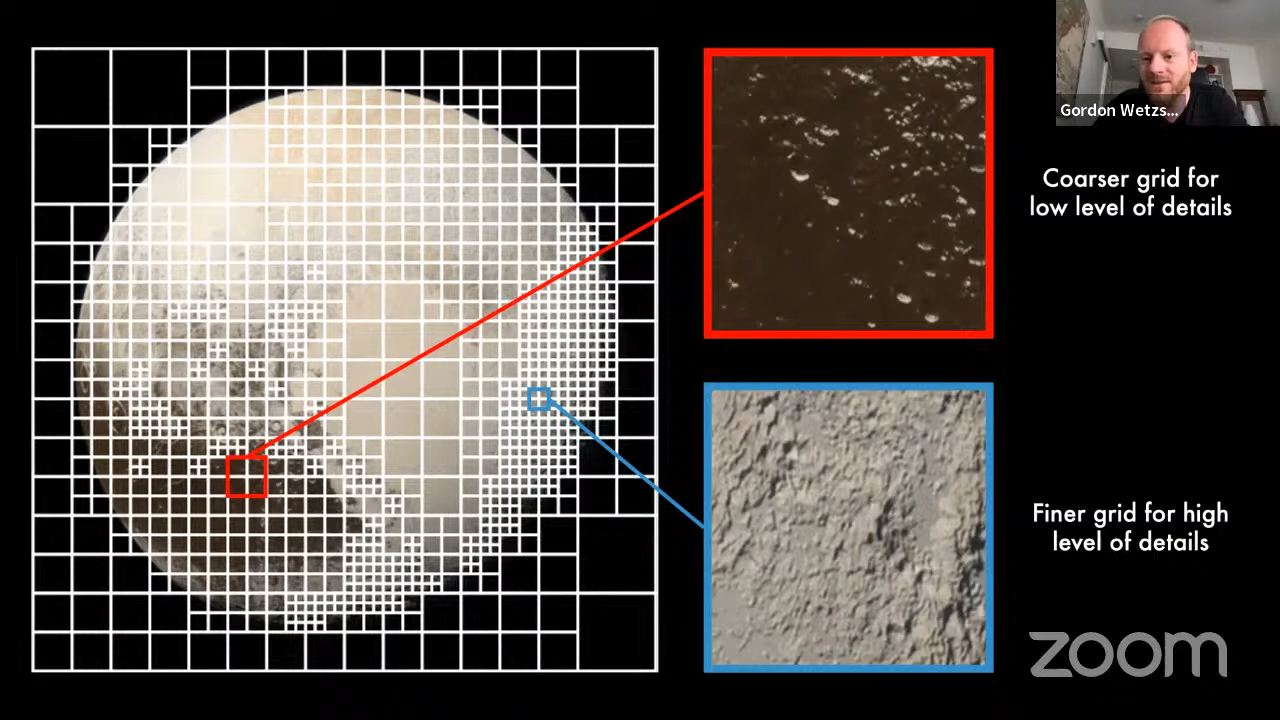 Gordon Wetzs...
Coarser grid for
low level of details
Finer grid for high
level of details
zoom